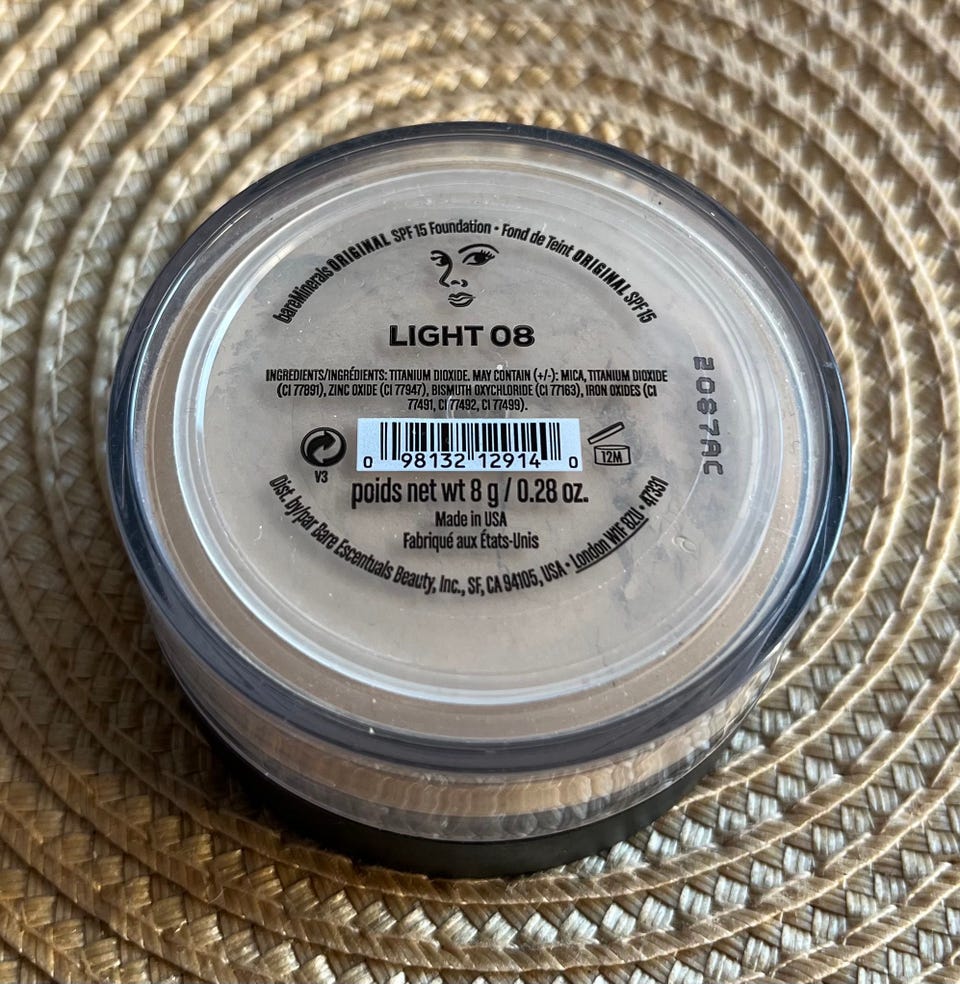 bareMinerals ORIGINAL SPF 15 Foundation • Fond de Teint ORIGINAL SPF 15
LIGHT 08
INGREDIENTS/INGRÉDIENTS: TITANIUM DIOXIDE. MAY CONTAIN (+/-): MICA, TITANIUM DIOXIDE
(CI 77891), ZINC OXIDE (CI 77947), BISMUTH OXYCHLORIDE (CI 77163), IRON OXIDES (CI
77491, CI 77492, CI 77499).
2087AC
0 98132 12914 0
V3
12M
poids net wt 8 g / 0.28 oz.
Made in USA
Fabriqué aux États-Unis
Dist. by/par Bare Escentuals Beauty, Inc., SF, CA 94105, USA • London W1F 8ZU • 47331